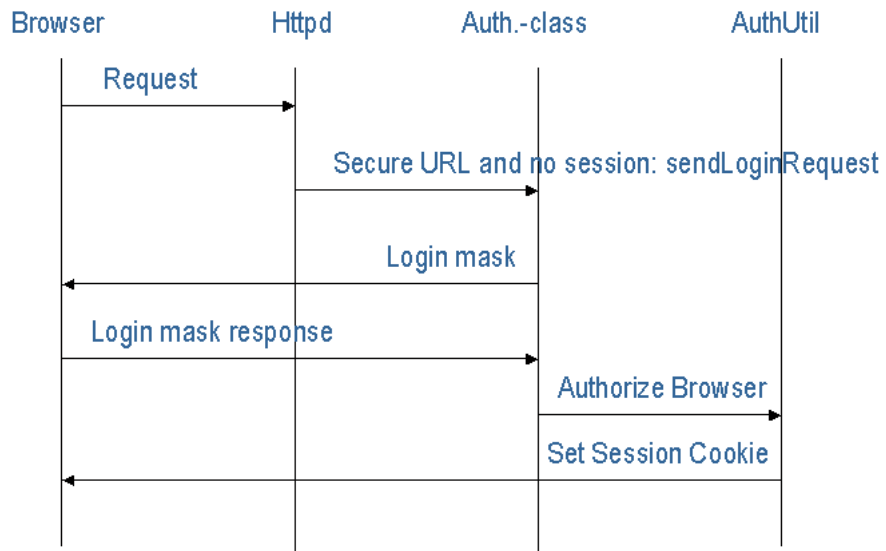 Browser Httpd Auth.-class AuthUtil
Request
Secure URL and no session: sendLoginRequest
Login mask
Login mask response
Authorize Browser
Set Session Cookie